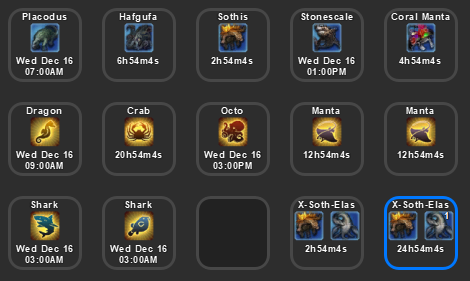 Placodus
Wed Dec 16
07:00AM
Hafgufa
6h54m4s
Sothis
2h54m4s
Stonescale
Wed Dec 16
01:00PM
Coral Manta
4h54m4s
Dragon
Wed Dec 16
09:00AM
Crab
20h54m4s
Octo
Wed Dec 16
03:00PM
Manta
12h54m4s
Manta
12h54m4s
Shark
Wed Dec 16
03:00AM
Shark
Wed Dec 16
03:00AM
X-Soth-Elas
2h54m4s
X-Soth-Elas
1
24h54m4s